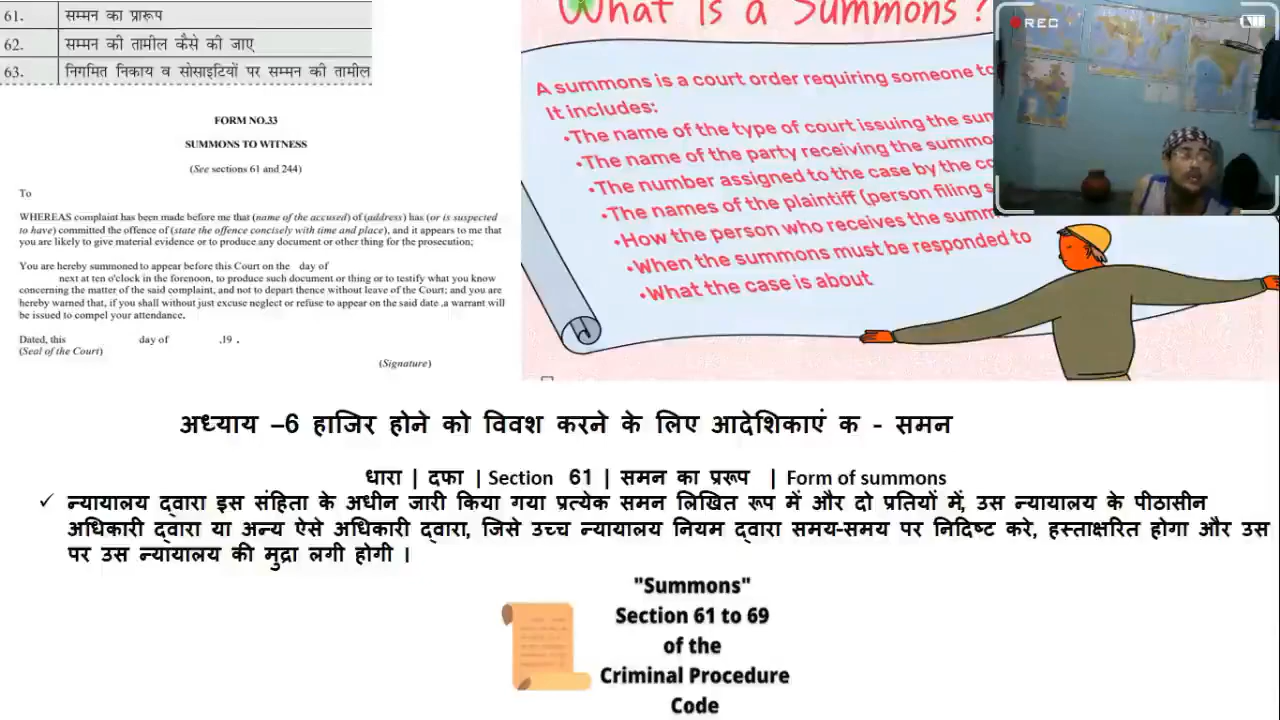 61. सम्मन का प्रारूप
62. सम्मन की तामील कैसे की जाए
63. निगमित निकाय व सोसाइटियों पर सम्मन की तामील
FORM NO.33
SUMMONS TO WITNESS
(See sections 61 and 244)
To
WHEREAS complaint has been made before me that (name of the accused) of (address) has (or is suspected
to have) committed the offence of (state the offence concisely with time and place), and it appears to me that
you are likely to give material evidence or to produce any document or other thing for the prosecution;
You are hereby summoned to appear before this Court on the day of
next at ten o'clock in the forenoon, to produce such document or thing or to testify what you know
concerning the matter of the said complaint, and not to depart thence without leave of the Court; and you are
hereby warned that, if you shall without just excuse neglect or refuse to appear on the said date ,a warrant will
be issued to compel your attendance.
Dated, this day of ,19 .
(Seal of the Court)
(Signature)
What is a Summons ?
A summons is a court order requiring someone to
It includes:
•The name of the type of court issuing the
•The name of the party receiving the
•The number assigned to the case by the
•The names of the plaintiff (person filing
•How the person who receives the
•When the summons must be responded to
•What the case is about
REC
अध्याय –6 हाजिर होने को विवश करने के लिए आदेशिकाएं क - समन
धारा | दफा | Section 61 | समन का प्ररूप | Form of summons
✓ न्यायालय द्वारा इस संहिता के अधीन जारी किया गया प्रत्येक समन लिखित रूप में और दो प्रतियों में, उस न्यायालय के पीठासीन
अधिकारी द्वारा या अन्य ऐसे अधिकारी द्वारा, जिसे उच्च न्यायालय नियम द्वारा समय-समय पर निदिष्ट करे, हस्ताक्षरित होगा और उस
पर उस न्यायालय की मुद्रा लगी होगी ।
"Summons"
Section 61 to 69
of the
Criminal Procedure
Code